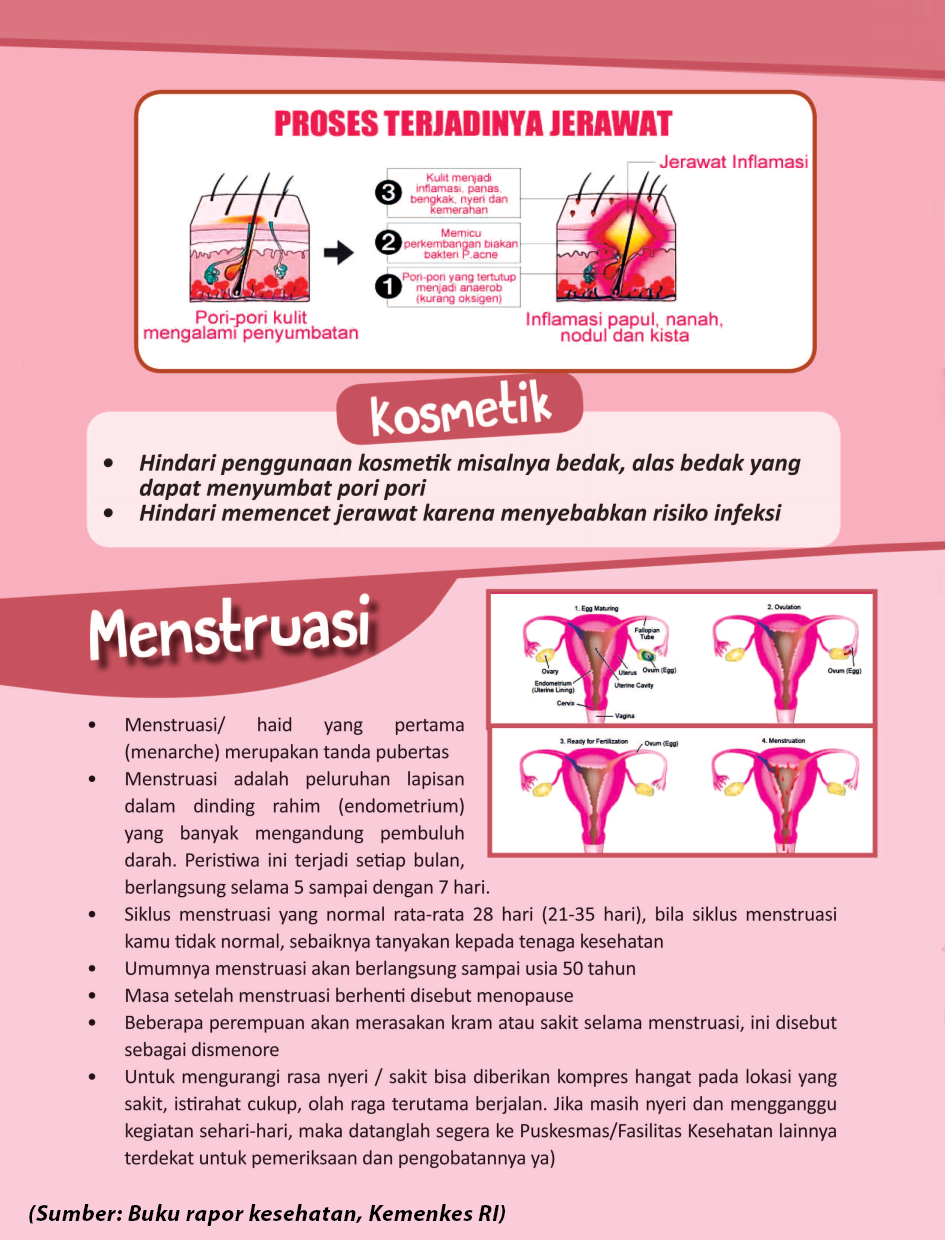 PROSES TERJADINYA JERAWAT
Jerawat Inflamasi
3
Kulit menjadi
inflamasi, panas,
bengkak, nyeri dan
kemerahan
2
Memicu
perkembangan biakan
bakteri P.acne
1
Pori-pori yang tertutup
menjadi anaerob
(kurang oksigen)
Pori-pori kulit
mengalami penyumbatan
Inflamasi papul, nanah,
nodul dan kista
Kosmetik
• Hindari penggunaan kosmetik misalnya bedak, alas bedak yang
dapat menyumbat pori pori
• Hindari memencet jerawat karena menyebabkan risiko infeksi
Menstruasi
1. Egg Maturing
Fallopian
Tube
Ovary
Uterus
Ovum (Egg)
Endometrium
(Uterine Lining)
Uterine Cavity
Cervix
Vagina
2. Ovulation
Ovum (Egg)
3. Ready for Fertilization
Ovum (Egg)
4. Menstruation
• Menstruasi/ haid yang pertama
(menarche) merupakan tanda pubertas
• Menstruasi adalah peluruhan lapisan
dalam dinding rahim (endometrium)
yang banyak mengandung pembuluh
darah. Peristiwa ini terjadi setiap bulan,
berlangsung selama 5 sampai dengan 7 hari.
• Siklus menstruasi yang normal rata-rata 28 hari (21-35 hari), bila siklus menstruasi
kamu tidak normal, sebaiknya tanyakan kepada tenaga kesehatan
• Umumnya menstruasi akan berlangsung sampai usia 50 tahun
• Masa setelah menstruasi berhenti disebut menopause
• Beberapa perempuan akan merasakan kram atau sakit selama menstruasi, ini disebut
sebagai dismenore
• Untuk mengurangi rasa nyeri / sakit bisa diberikan kompres hangat pada lokasi yang
sakit, istirahat cukup, olah raga terutama berjalan. Jika masih nyeri dan mengganggu
kegiatan sehari-hari, maka datanglah segera ke Puskesmas/Fasilitas Kesehatan lainnya
terdekat untuk pemeriksaan dan pengobatannya ya)
(Sumber: Buku rapor kesehatan, Kemenkes RI)